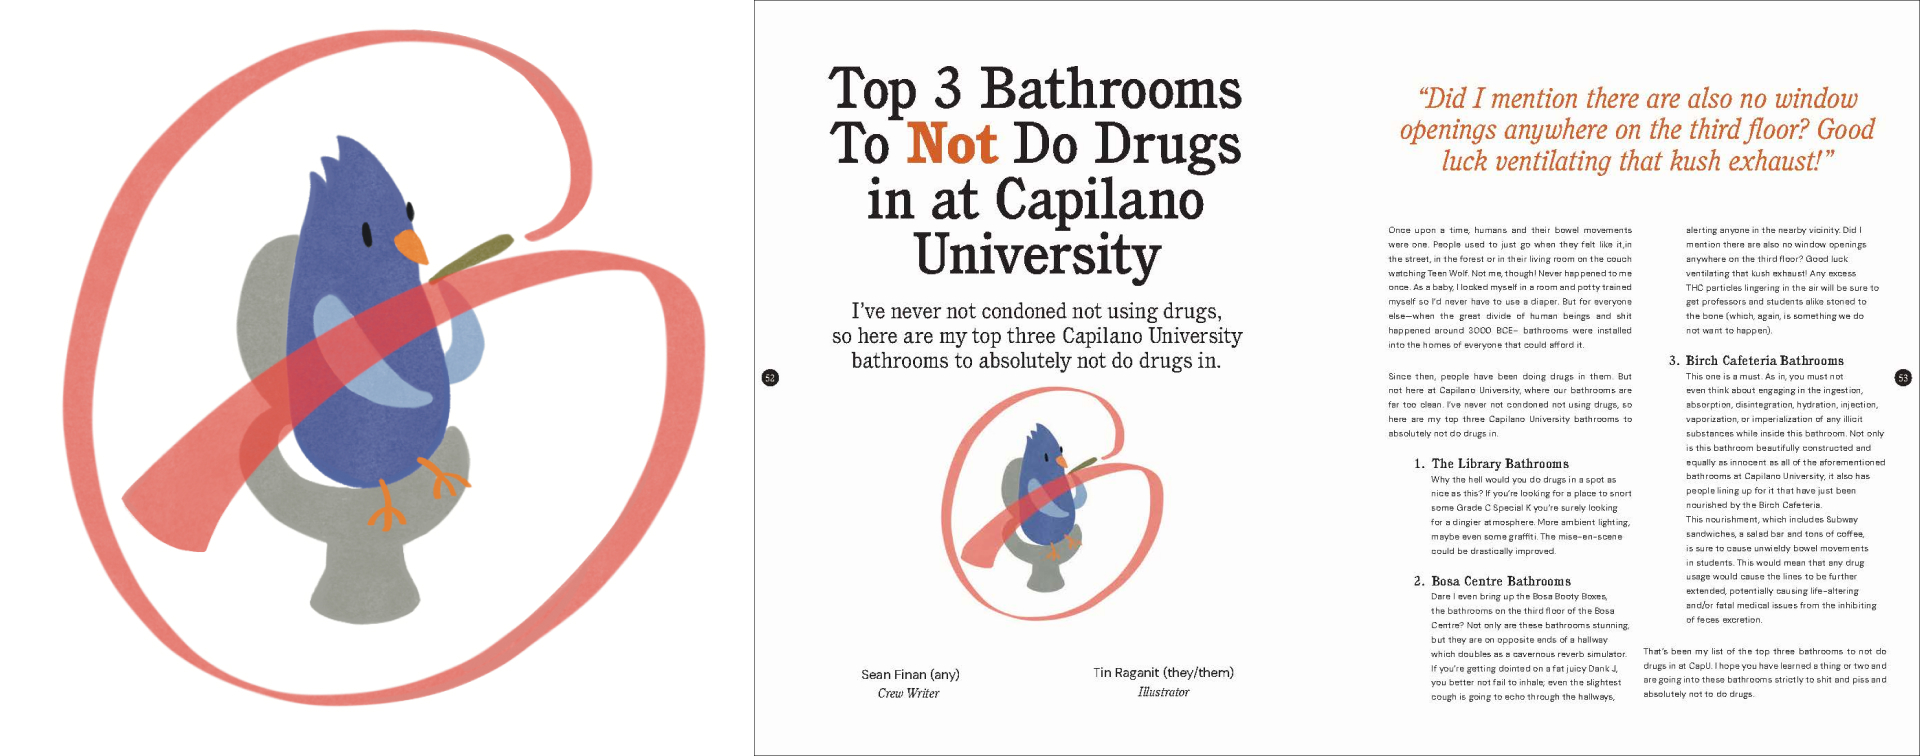 Top 3 Bathrooms
To Not Do Drugs
in at Capilano
University
I've never not condoned not using drugs,
so here are my top three Capilano University
bathrooms to absolutely not do drugs in.
52
Sean Finan (any)
Crew Writer
Tin Raganit (they/them)
Illustrator
“Did I mention there are also no window
openings anywhere on the third floor? Good
luck ventilating that kush exhaust!”
Once upon a time, humans and their bowel movements
were one. People used to just go when they felt like it,in
the street, in the forest or in their living room on the couch
watching Teen Wolf. Not me, though! Never happened to me
once. As a baby, I locked myself in a room and potty trained
myself so I'd never have to use a diaper. But for everyone
else—when the great divide of human beings and shit
happened around 3000 BCE– bathrooms were installed
into the homes of everyone that could afford it.
Since then, people have been doing drugs in them. But
not here at Capilano University, where our bathrooms are
far too clean. I've never not condoned not using drugs, so
here are my top three Capilano University bathrooms to
absolutely not do drugs in.
1. The Library Bathrooms
Why the hell would you do drugs in a spot as
nice as this? If you're looking for a place to snort
some Grade C Special K you're surely looking
for a dingier atmosphere. More ambient lighting,
maybe even some graffiti. The mise-en-scene
could be drastically improved.
2. Bosa Centre Bathrooms
Dare I even bring up the Bosa Booty Boxes,
the bathrooms on the third floor of the Bosa
Centre? Not only are these bathrooms stunning,
but they are on opposite ends of a hallway
which doubles as a cavernous reverb simulator.
If you're getting dointed on a fat juicy Dank J,
you better not fail to inhale; even the slightest
cough is going to echo through the hallways,
alerting anyone in the nearby vicinity. Did I
mention there are also no window openings
anywhere on the third floor? Good luck
ventilating that kush exhaust! Any excess
THC particles lingering in the air will be sure to
get professors and students alike stoned to
the bone (which, again, is something we do
not want to happen).
3. Birch Cafeteria Bathrooms
This one is a must. As in, you must not
even think about engaging in the ingestion,
absorption, disintegration, hydration, injection,
vaporization, or imperialization of any illicit
substances while inside this bathroom. Not only
is this bathroom beautifully constructed and
equally as innocent as all of the aforementioned
bathrooms at Capilano University, it also has
people lining up for it that have just been
nourished by the Birch Cafeteria.
This nourishment, which includes Subway
sandwiches, a salad bar and tons of coffee,
is sure to cause unwieldy bowel movements
in students. This would mean that any drug
usage would cause the lines to be further
extended, potentially causing life-altering
and/or fatal medical issues from the inhibiting
of feces excretion.
That's been my list of the top three bathrooms to not do
drugs in at CapU. I hope you have learned a thing or two and
are going into these bathrooms strictly to shit and piss and
absolutely not to do drugs.
53